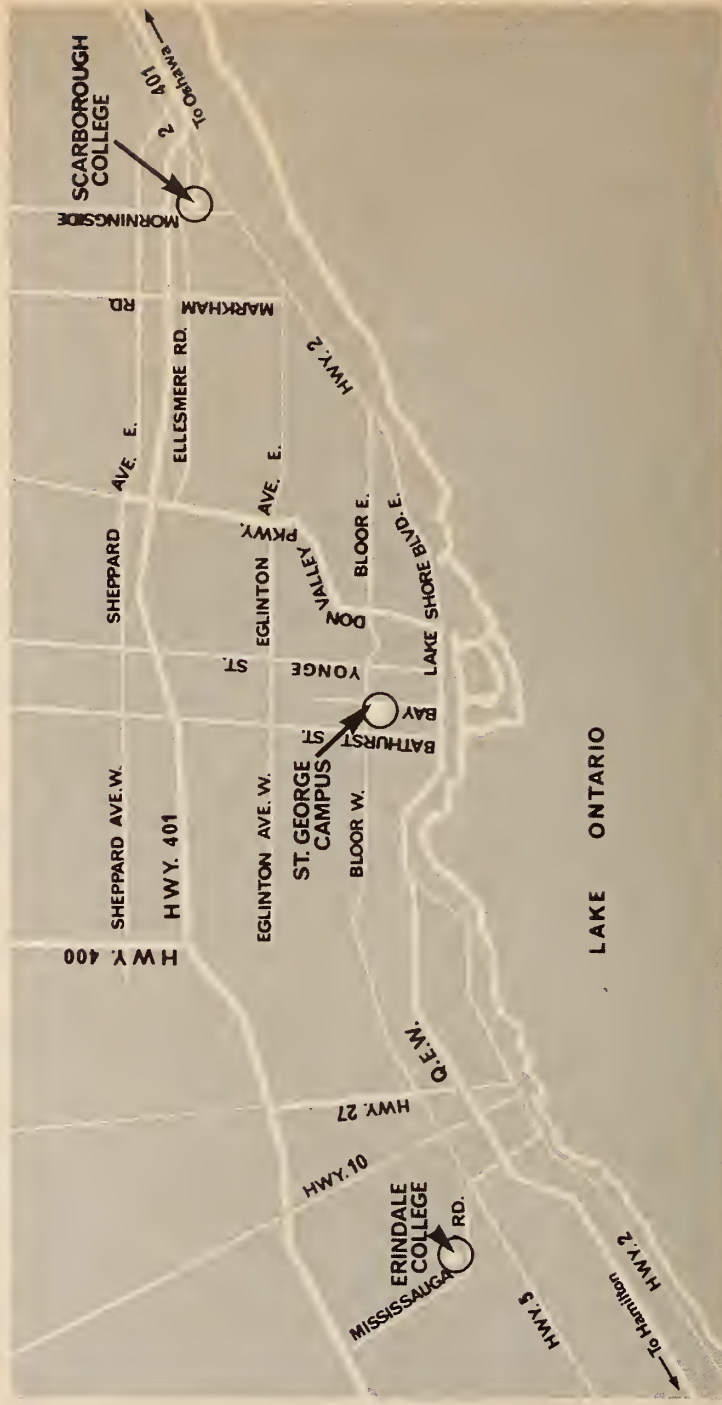 SCARBOROUGH
COLLEGE
2 401
To Oshawa
MORNINGSIDE
RD
MARKHAM
ELLESMERE RD.
HWY. 2
SHEPPARD
AVE. E.
EGLINTON
AVE. E.
PKWY.
VALLEY
DON
BLOOR E.
LAKE SHORE BLVD. E.
YONGE
ST.
BAY
BATHURST
ST.
ST. GEORGE
CAMPUS
SHEPPARD AVE. W.
HWY. 401
EGLINTON AVE. W.
BLOOR W.
HWY. 400
Q.E.W.
HWY. 27
HWY. 10
ERINDALE
COLLEGE
MISSISSAUGA
RD.
HWY. 5
HWY. 2
To Hamilton
LAKE ONTARIO